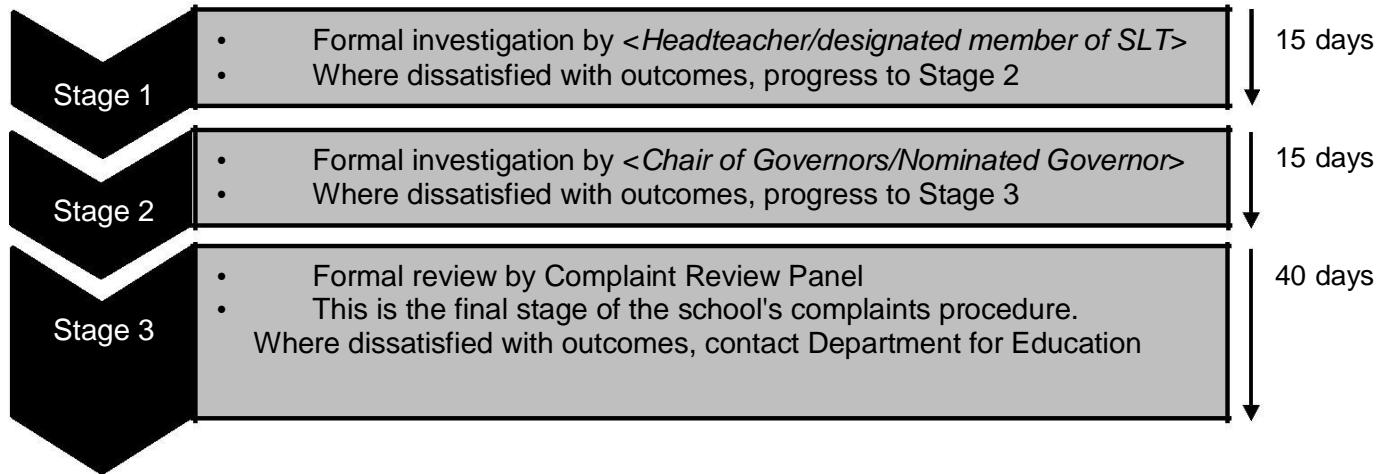 Stage 1
• Formal investigation by <Headteacher/designated member of SLT>
• Where dissatisfied with outcomes, progress to Stage 2
15 days
Stage 2
• Formal investigation by <Chair of Governors/Nominated Governor>
• Where dissatisfied with outcomes, progress to Stage 3
15 days
Stage 3
• Formal review by Complaint Review Panel
• This is the final stage of the school's complaints procedure.
Where dissatisfied with outcomes, contact Department for Education
40 days